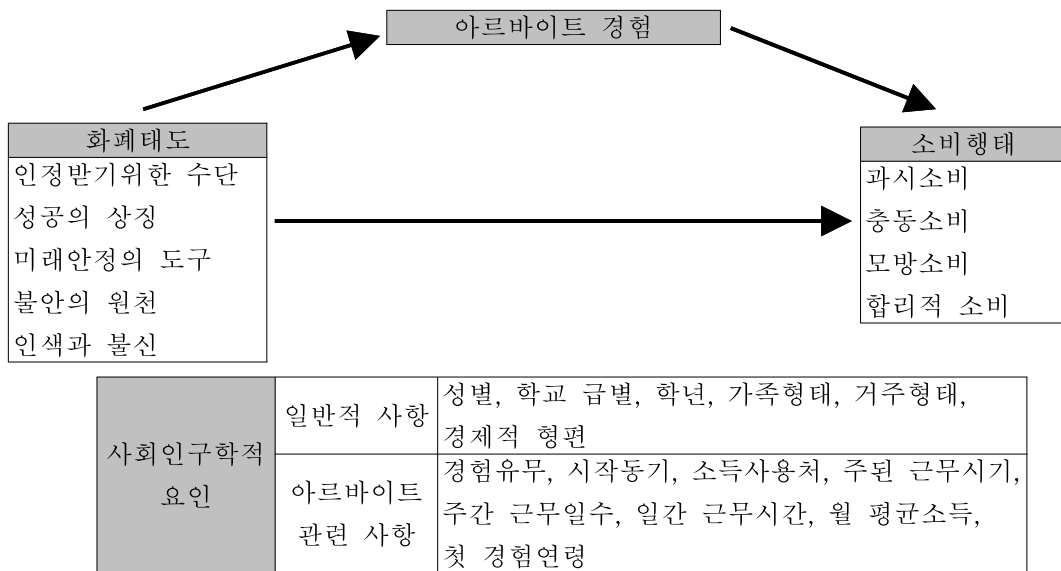 아르바이트 경험
화폐태도
인정받기위한 수단
성공의 상징
미래안정의 도구
불안의 원천
인색과 불신
소비행태
과시소비
충동소비
모방소비
합리적 소비
사회인구학적
요인
일반적 사항
성별, 학교 급별, 학년, 가족형태, 거주형태,
경제적 형편
아르바이트
관련 사항
경험유무, 시작동기, 소득사용처, 주된 근무시기,
주간 근무일수, 일간 근무시간, 월 평균소득,
첫 경험연령